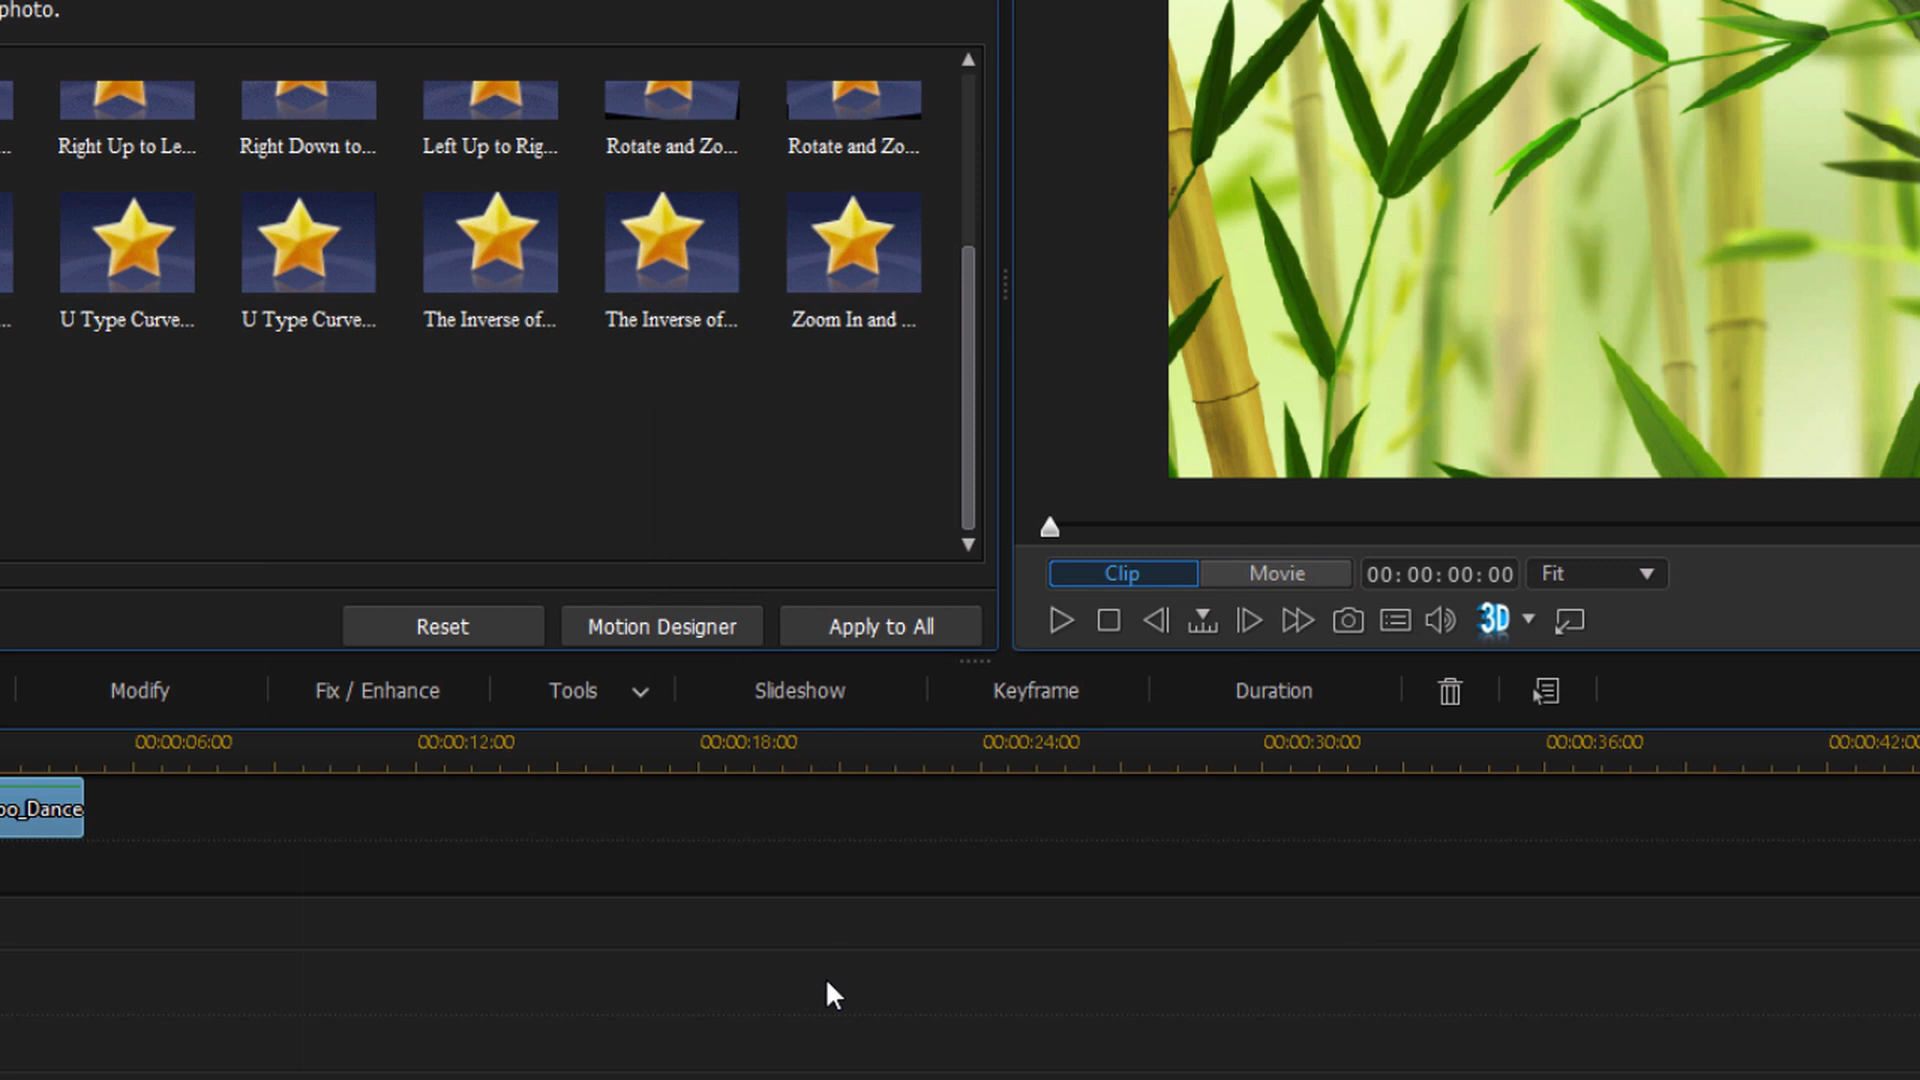 photo.
Right Up to Le...
Right Down to...
Left Up to Rig...
Rotate and Zo...
Rotate and Zo...
U Type Curve...
U Type Curve...
The Inverse of...
The Inverse of...
Zoom In and ...
Clip
Movie
00:00:00:00
Fit
Reset
Motion Designer
Apply to All
3D
Modify
Fix / Enhance
Tools
Slideshow
Keyframe
Duration
00:00:06:00
00:00:12:00
00:00:18:00
00:00:24:00
00:00:30:00
00:00:36:00
00:00:42:00
oo_Dance